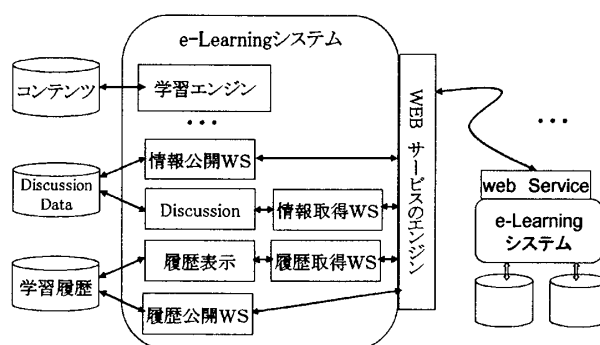 e-Learningシステム
コンテンツ
学習エンジン
・・・
情報公開WS
Discussion
Data
Discussion
情報取得WS
履歴表示
履歴取得WS
学習履歴
履歴公開WS
WEB サービスのエンジン
・・・
web Service
e-Learning
システム